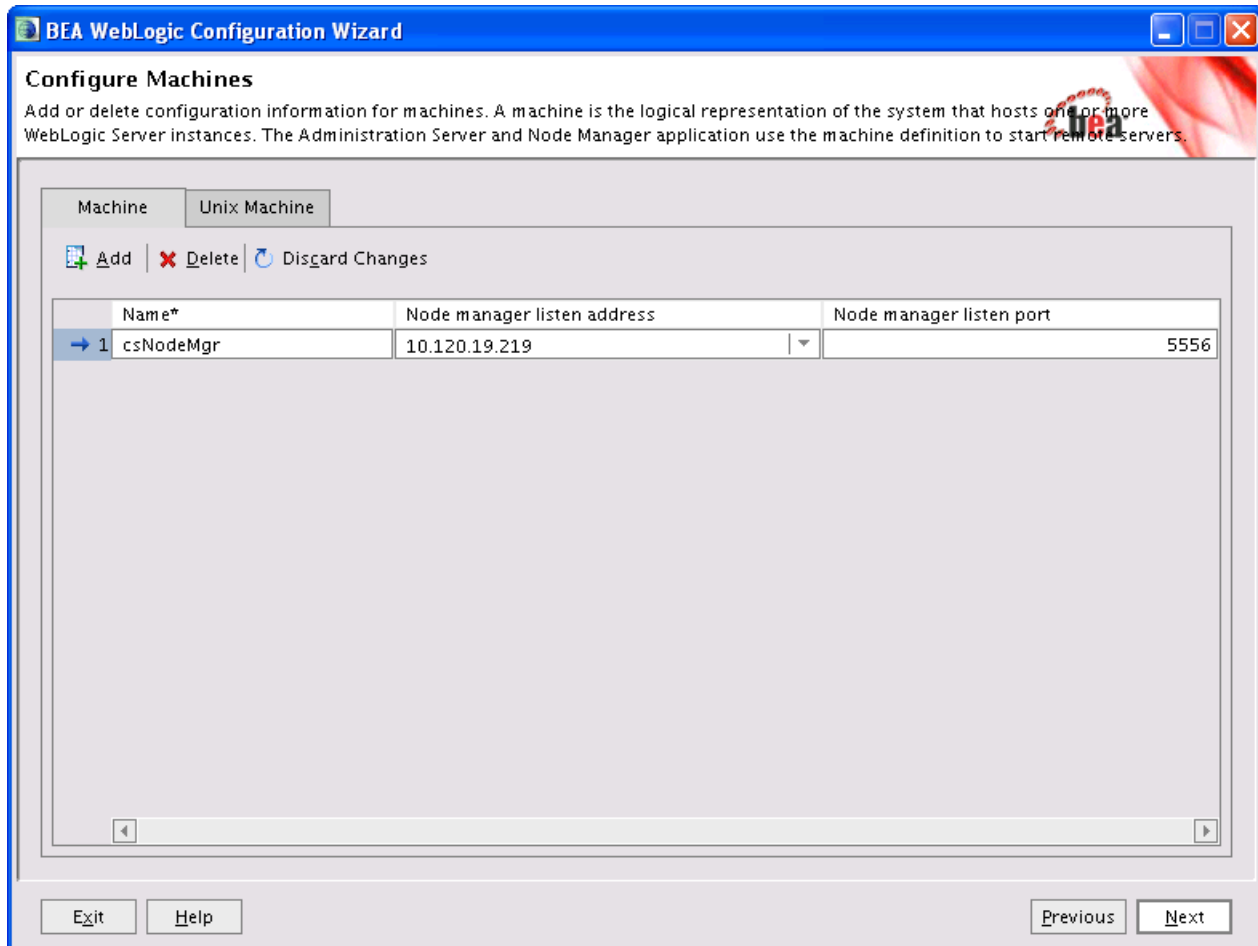 BEA WebLogic Configuration Wizard
Configure Machines
Add or delete configuration information for machines. A machine is the logical representation of the system that hosts one or more
WebLogic Server instances. The Administration Server and Node Manager application use the machine definition to start remote servers.
bea
Machine Unix Machine
Add Delete Discard Changes
Name* Node manager listen address Node manager listen port
1 csNodeMgr 10.120.19.219 5556
Exit Help Previous Next